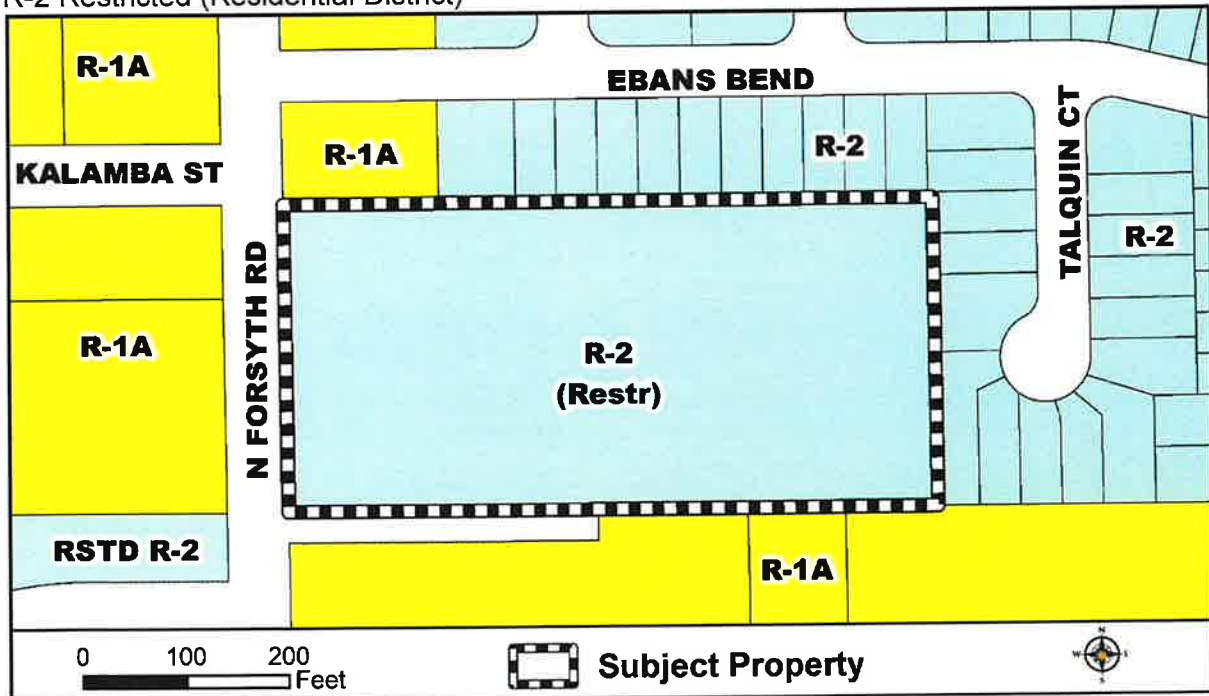 R-2 Restricted (Residential District)
R-1A
EBANS BEND
TALQUIN CT
R-1A
R-2
KALAMBA ST
R-2
N FORSYTH RD
R-1A
R-2
(Restr)
RSTD R-2
R-1A
0 100 200
Feet
Subject Property
N
W E
S